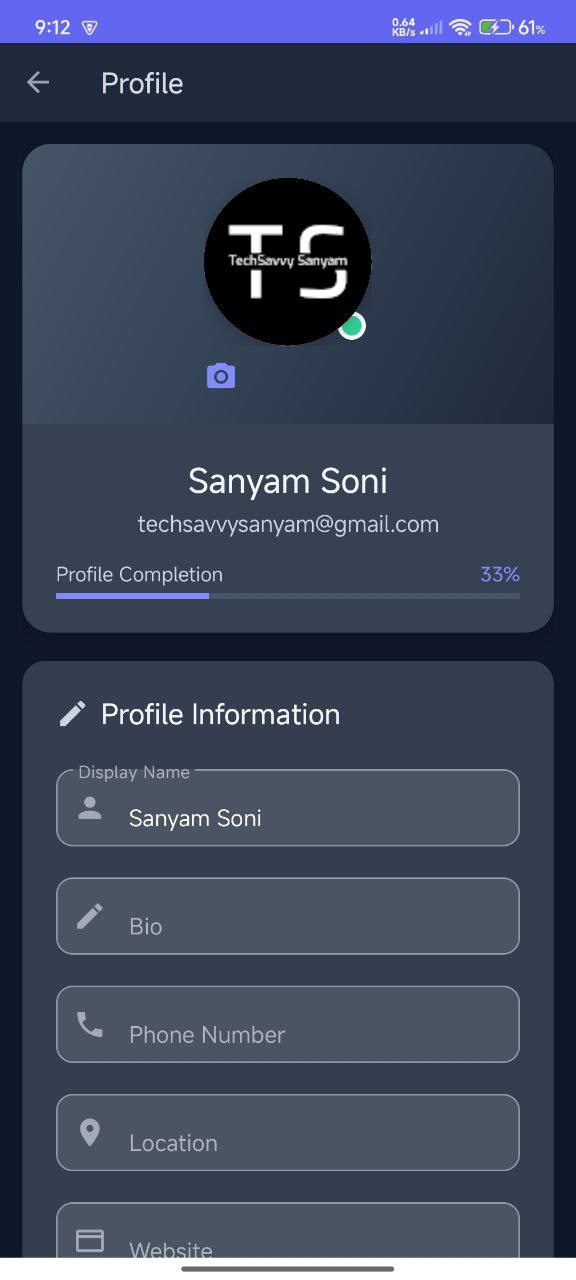 9:12
0.64
KB/s
61%
Profile
TS
TechSavvy Sanyam
Sanyam Soni
techsavvysanyam@gmail.com
Profile Completion 33%
Profile Information
Display Name
Sanyam Soni
Bio
Phone Number
Location
Website